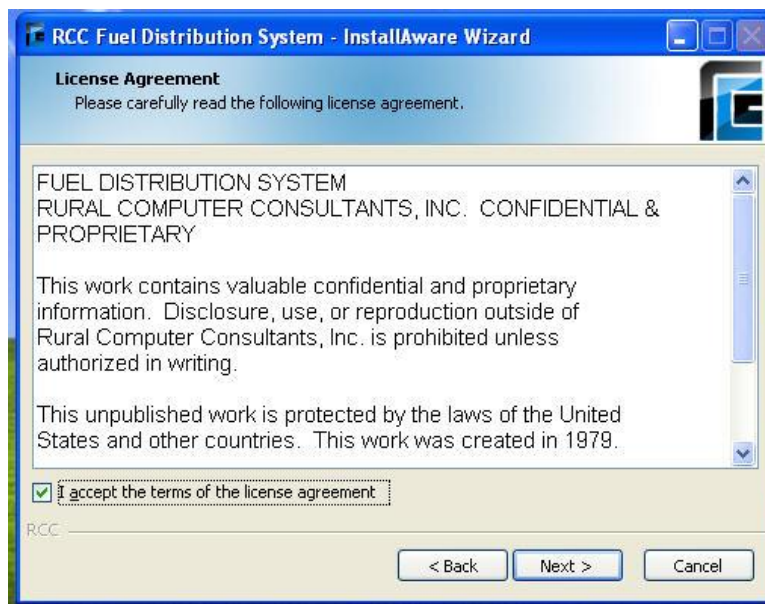 RCC Fuel Distribution System - InstallAware Wizard
License Agreement
Please carefully read the following license agreement.
FUEL DISTRIBUTION SYSTEM
RURAL COMPUTER CONSULTANTS, INC.  CONFIDENTIAL &
PROPRIETARY
This work contains valuable confidential and proprietary
information.  Disclosure, use, or reproduction outside of
Rural Computer Consultants, Inc. is prohibited unless
authorized in writing.
This unpublished work is protected by the laws of the United
States and other countries.  This work was created in 1979.
I accept the terms of the license agreement
RCC
< Back Next > Cancel